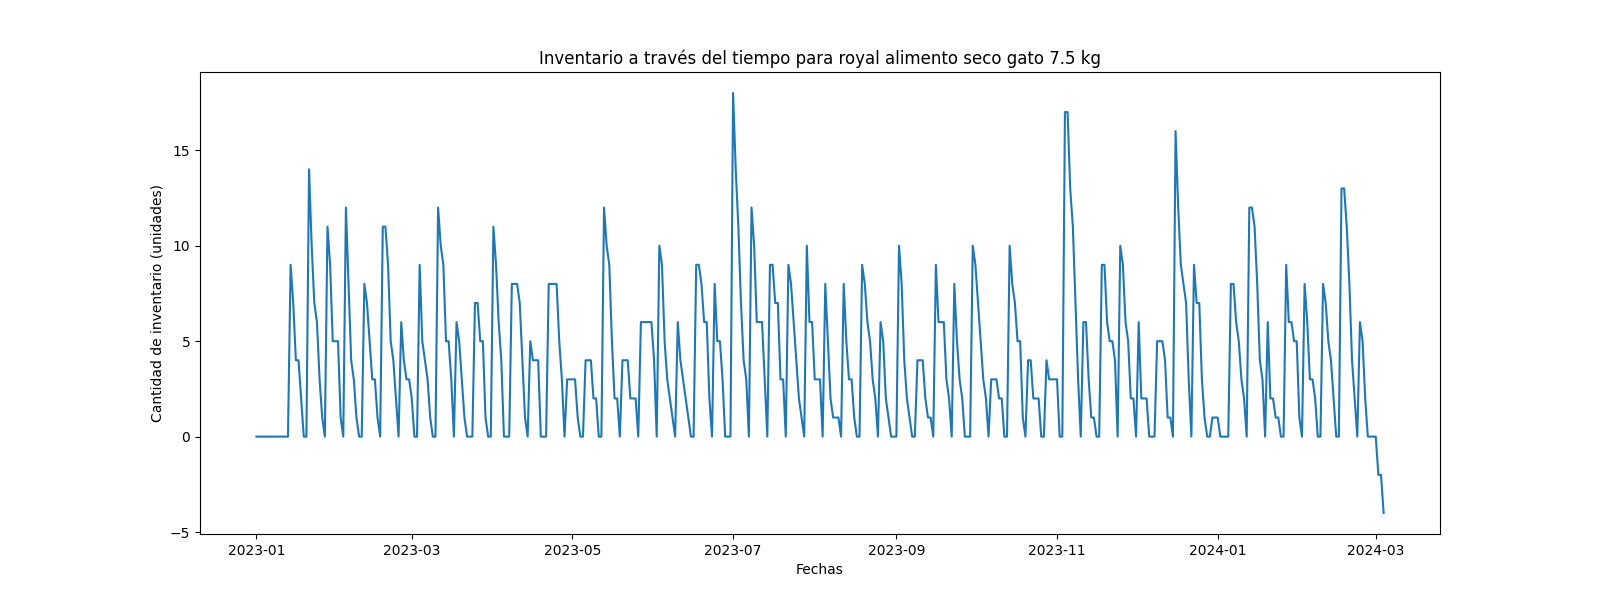 Inventario a través del tiempo para royal alimento seco gato 7.5 kg
Cantidad de inventario (unidades)
15
10
5
0
−5
2023-01 2023-03 2023-05 2023-07 2023-09 2023-11 2024-01 2024-03
Fechas